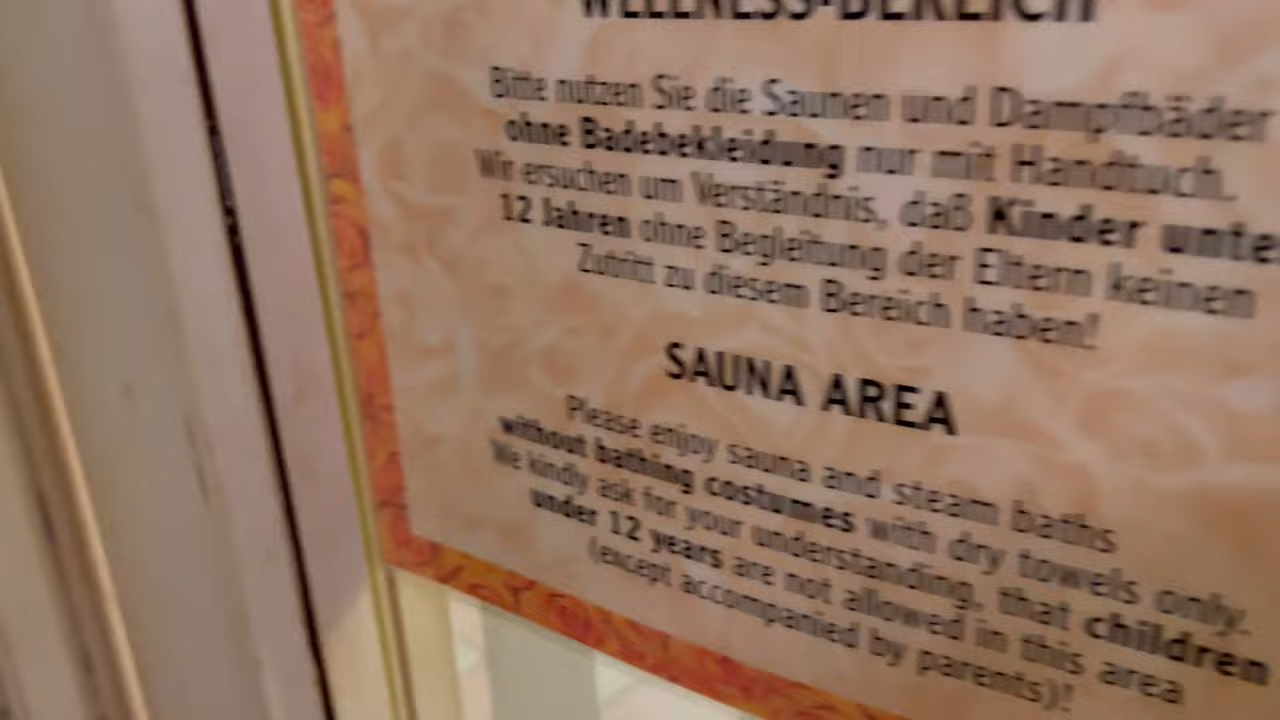 WELLNESS-BEREICH
Bitte nutzen Sie die Saunen und Dampfbäder
ohne Badebekleidung nur mit Handtuch.
Wir ersuchen um Verständnis, daß Kinder unte
12 Jahren ohne Begleitung der Eltern keinen
Zutritt zu diesem Bereich haben!
SAUNA AREA
Please enjoy sauna and steam baths
without bathing costumes with dry towels only.
We kindly ask for your understanding, that children
under 12 years are not allowed in this area
(except accompanied by parents)!